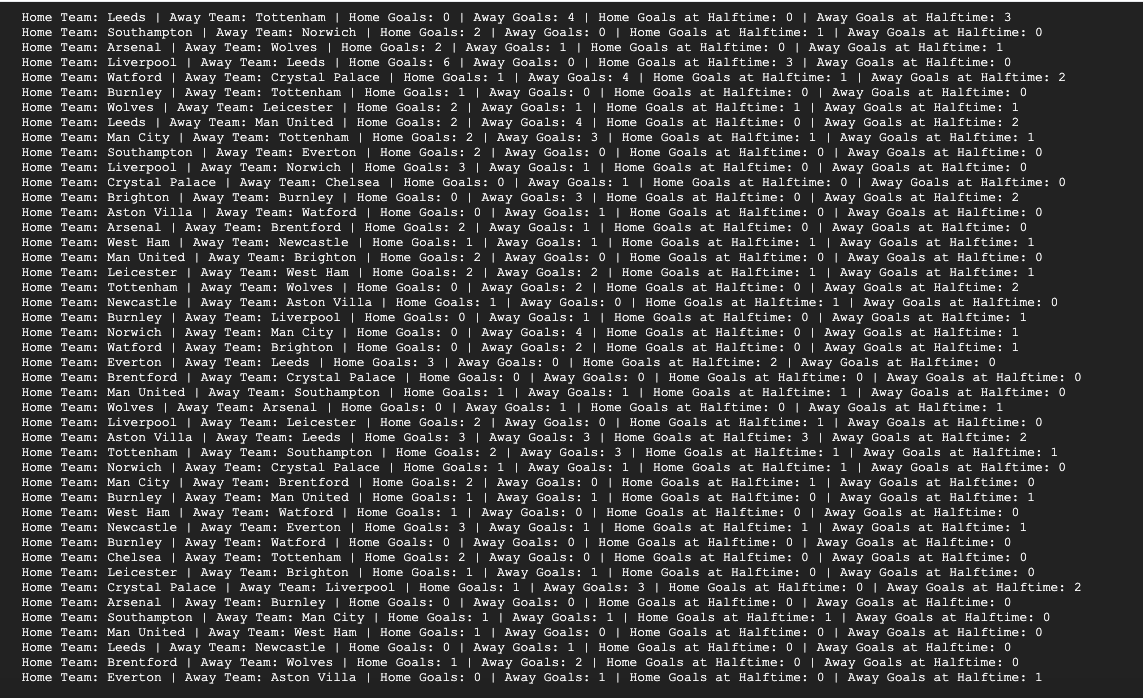 Home Team: Leeds | Away Team: Tottenham | Home Goals: 0 | Away Goals: 4 | Home Goals at Halftime: 0 | Away Goals at Halftime: 3
Home Team: Southampton | Away Team: Norwich | Home Goals: 2 | Away Goals: 0 | Home Goals at Halftime: 1 | Away Goals at Halftime: 0
Home Team: Arsenal | Away Team: Wolves | Home Goals: 2 | Away Goals: 1 | Home Goals at Halftime: 0 | Away Goals at Halftime: 1
Home Team: Liverpool | Away Team: Leeds | Home Goals: 6 | Away Goals: 0 | Home Goals at Halftime: 3 | Away Goals at Halftime: 0
Home Team: Watford | Away Team: Crystal Palace | Home Goals: 1 | Away Goals: 4 | Home Goals at Halftime: 1 | Away Goals at Halftime: 2
Home Team: Burnley | Away Team: Tottenham | Home Goals: 1 | Away Goals: 0 | Home Goals at Halftime: 0 | Away Goals at Halftime: 0
Home Team: Wolves | Away Team: Leicester | Home Goals: 2 | Away Goals: 1 | Home Goals at Halftime: 1 | Away Goals at Halftime: 1
Home Team: Leeds | Away Team: Man United | Home Goals: 2 | Away Goals: 4 | Home Goals at Halftime: 0 | Away Goals at Halftime: 2
Home Team: Man City | Away Team: Tottenham | Home Goals: 2 | Away Goals: 3 | Home Goals at Halftime: 1 | Away Goals at Halftime: 1
Home Team: Southampton | Away Team: Everton | Home Goals: 2 | Away Goals: 0 | Home Goals at Halftime: 0 | Away Goals at Halftime: 0
Home Team: Liverpool | Away Team: Norwich | Home Goals: 3 | Away Goals: 1 | Home Goals at Halftime: 0 | Away Goals at Halftime: 0
Home Team: Crystal Palace | Away Team: Chelsea | Home Goals: 0 | Away Goals: 1 | Home Goals at Halftime: 0 | Away Goals at Halftime: 0
Home Team: Brighton | Away Team: Burnley | Home Goals: 0 | Away Goals: 3 | Home Goals at Halftime: 0 | Away Goals at Halftime: 2
Home Team: Aston Villa | Away Team: Watford | Home Goals: 0 | Away Goals: 1 | Home Goals at Halftime: 0 | Away Goals at Halftime: 0
Home Team: Arsenal | Away Team: Brentford | Home Goals: 2 | Away Goals: 1 | Home Goals at Halftime: 0 | Away Goals at Halftime: 0
Home Team: West Ham | Away Team: Newcastle | Home Goals: 1 | Away Goals: 1 | Home Goals at Halftime: 1 | Away Goals at Halftime: 1
Home Team: Man United | Away Team: Brighton | Home Goals: 2 | Away Goals: 0 | Home Goals at Halftime: 0 | Away Goals at Halftime: 0
Home Team: Leicester | Away Team: West Ham | Home Goals: 2 | Away Goals: 2 | Home Goals at Halftime: 1 | Away Goals at Halftime: 1
Home Team: Tottenham | Away Team: Wolves | Home Goals: 0 | Away Goals: 2 | Home Goals at Halftime: 0 | Away Goals at Halftime: 2
Home Team: Newcastle | Away Team: Aston Villa | Home Goals: 1 | Away Goals: 0 | Home Goals at Halftime: 1 | Away Goals at Halftime: 0
Home Team: Burnley | Away Team: Liverpool | Home Goals: 0 | Away Goals: 1 | Home Goals at Halftime: 0 | Away Goals at Halftime: 1
Home Team: Norwich | Away Team: Man City | Home Goals: 0 | Away Goals: 4 | Home Goals at Halftime: 0 | Away Goals at Halftime: 1
Home Team: Watford | Away Team: Brighton | Home Goals: 0 | Away Goals: 2 | Home Goals at Halftime: 0 | Away Goals at Halftime: 1
Home Team: Everton | Away Team: Leeds | Home Goals: 3 | Away Goals: 0 | Home Goals at Halftime: 2 | Away Goals at Halftime: 0
Home Team: Brentford | Away Team: Crystal Palace | Home Goals: 0 | Away Goals: 0 | Home Goals at Halftime: 0 | Away Goals at Halftime: 0
Home Team: Man United | Away Team: Southampton | Home Goals: 1 | Away Goals: 1 | Home Goals at Halftime: 1 | Away Goals at Halftime: 0
Home Team: Wolves | Away Team: Arsenal | Home Goals: 0 | Away Goals: 1 | Home Goals at Halftime: 0 | Away Goals at Halftime: 1
Home Team: Liverpool | Away Team: Leicester | Home Goals: 2 | Away Goals: 0 | Home Goals at Halftime: 1 | Away Goals at Halftime: 0
Home Team: Aston Villa | Away Team: Leeds | Home Goals: 3 | Away Goals: 3 | Home Goals at Halftime: 3 | Away Goals at Halftime: 2
Home Team: Tottenham | Away Team: Southampton | Home Goals: 2 | Away Goals: 3 | Home Goals at Halftime: 1 | Away Goals at Halftime: 1
Home Team: Norwich | Away Team: Crystal Palace | Home Goals: 1 | Away Goals: 1 | Home Goals at Halftime: 1 | Away Goals at Halftime: 0
Home Team: Man City | Away Team: Brentford | Home Goals: 2 | Away Goals: 0 | Home Goals at Halftime: 1 | Away Goals at Halftime: 0
Home Team: Burnley | Away Team: Man United | Home Goals: 1 | Away Goals: 1 | Home Goals at Halftime: 0 | Away Goals at Halftime: 1
Home Team: West Ham | Away Team: Watford | Home Goals: 1 | Away Goals: 0 | Home Goals at Halftime: 0 | Away Goals at Halftime: 0
Home Team: Newcastle | Away Team: Everton | Home Goals: 3 | Away Goals: 1 | Home Goals at Halftime: 1 | Away Goals at Halftime: 1
Home Team: Burnley | Away Team: Watford | Home Goals: 0 | Away Goals: 0 | Home Goals at Halftime: 0 | Away Goals at Halftime: 0
Home Team: Chelsea | Away Team: Tottenham | Home Goals: 2 | Away Goals: 0 | Home Goals at Halftime: 0 | Away Goals at Halftime: 0
Home Team: Leicester | Away Team: Brighton | Home Goals: 1 | Away Goals: 1 | Home Goals at Halftime: 0 | Away Goals at Halftime: 0
Home Team: Crystal Palace | Away Team: Liverpool | Home Goals: 1 | Away Goals: 3 | Home Goals at Halftime: 0 | Away Goals at Halftime: 2
Home Team: Arsenal | Away Team: Burnley | Home Goals: 0 | Away Goals: 0 | Home Goals at Halftime: 0 | Away Goals at Halftime: 0
Home Team: Southampton | Away Team: Man City | Home Goals: 1 | Away Goals: 1 | Home Goals at Halftime: 1 | Away Goals at Halftime: 0
Home Team: Man United | Away Team: West Ham | Home Goals: 1 | Away Goals: 0 | Home Goals at Halftime: 0 | Away Goals at Halftime: 0
Home Team: Leeds | Away Team: Newcastle | Home Goals: 0 | Away Goals: 1 | Home Goals at Halftime: 0 | Away Goals at Halftime: 0
Home Team: Brentford | Away Team: Wolves | Home Goals: 1 | Away Goals: 2 | Home Goals at Halftime: 0 | Away Goals at Halftime: 0
Home Team: Everton | Away Team: Aston Villa | Home Goals: 0 | Away Goals: 1 | Home Goals at Halftime: 0 | Away Goals at Halftime: 1